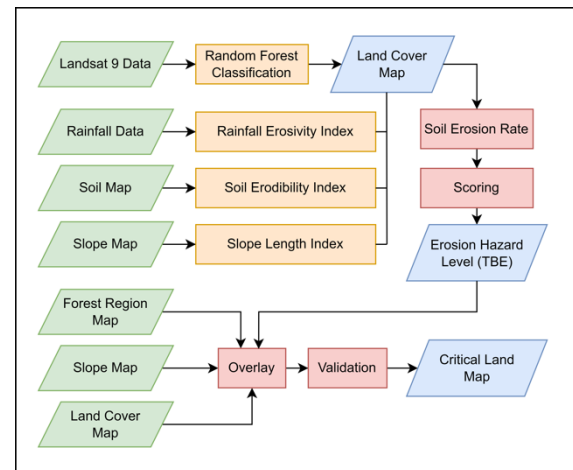 Landsat 9 Data
Random Forest
Classification
Land Cover
Map
Rainfall Data
Rainfall Erosivity Index
Soil Erosion Rate
Soil Map
Soil Erodibility Index
Scoring
Slope Map
Slope Length Index
Erosion Hazard
Level (TBE)
Forest Region
Map
Slope Map
Overlay
Validation
Critical Land
Map
Land Cover
Map